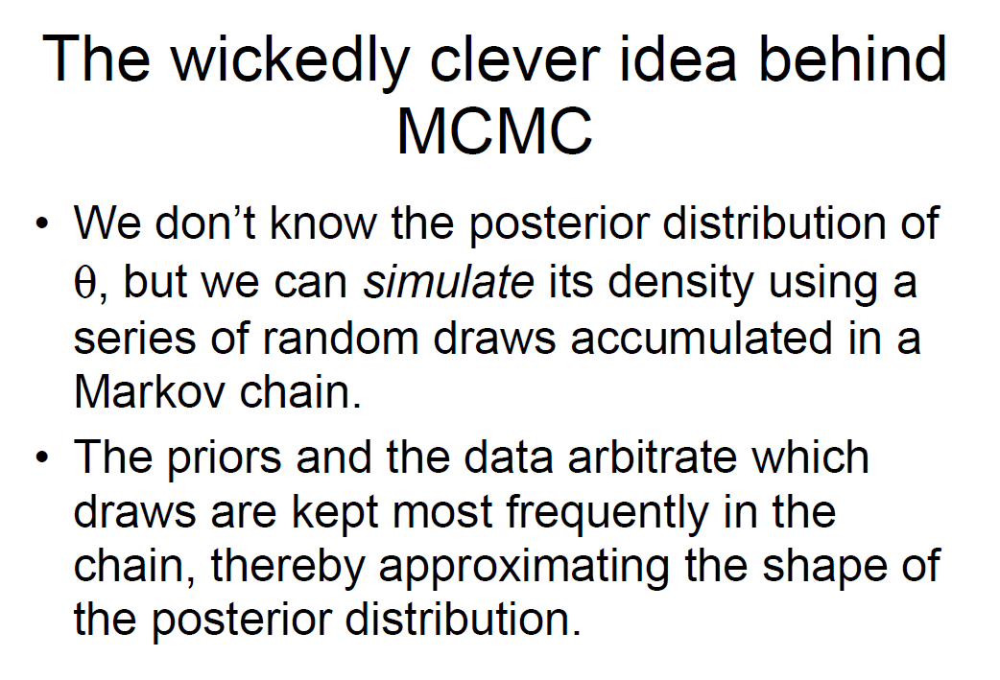 The wickedly clever idea behind
MCMC
• We don’t know the posterior distribution of
θ, but we can simulate its density using a
series of random draws accumulated in a
Markov chain.
• The priors and the data arbitrate which
draws are kept most frequently in the
chain, thereby approximating the shape of
the posterior distribution.